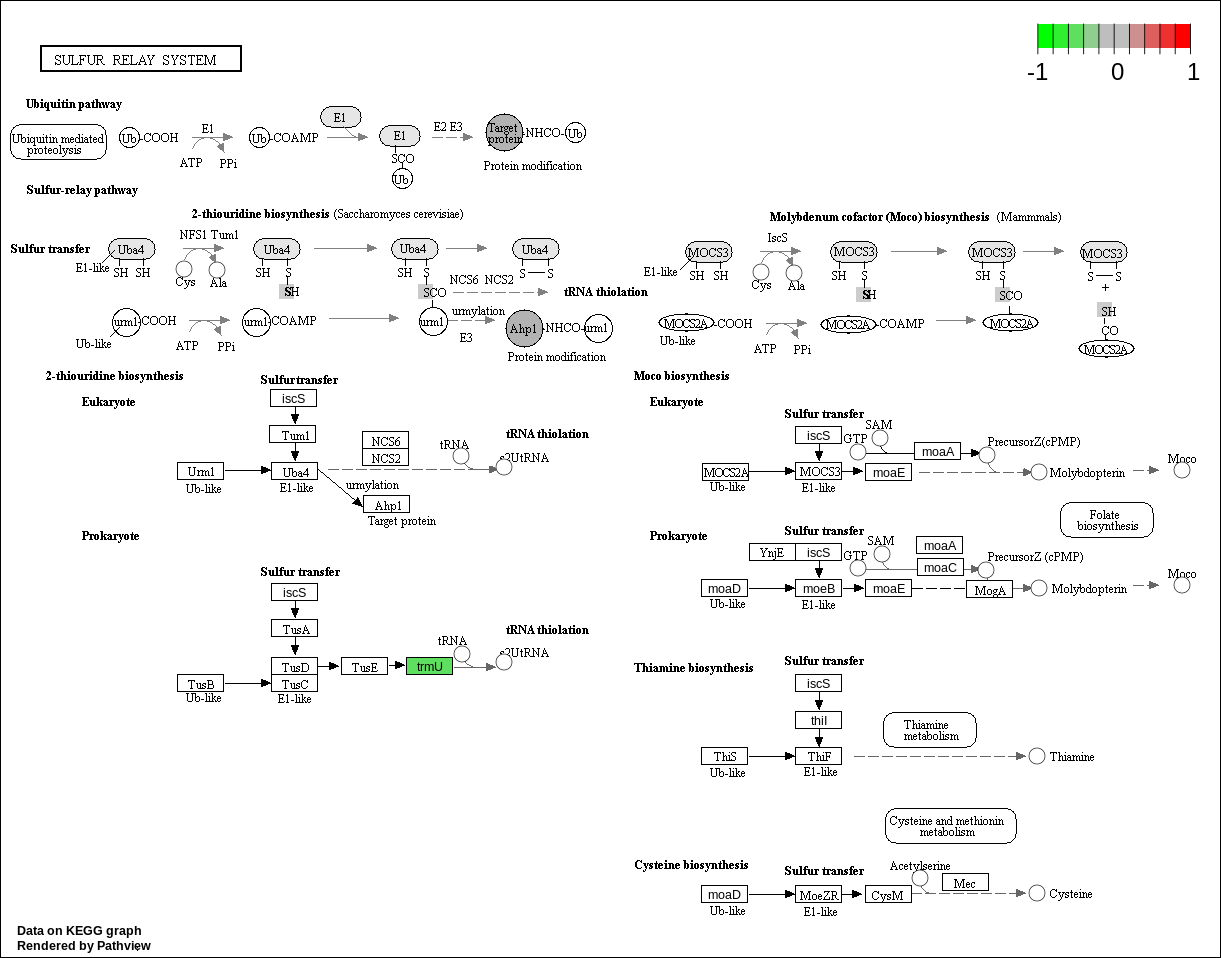 SULFUR RELAY SYSTEM
-1 0 1
Ubiquitin pathway
Ubiquitin mediated
proteolysis
Ub
-COOH
E1
ATP
PPi
Ub
-COAMP
E1
E1
SCO
Ub
E2 E3
Target
protein
-NHCO-
Ub
Protein modification
Sulfur-relay pathway
2-thiouridine biosynthesis (Saccharomyces cerevisiae)
Sulfur transfer
Uba4
E1-like
SH SH
NFS1 Tum1
Cys
Ala
Uba4
SH S
SH
Uba4
SH S
SCO
Uba4
S S
NCS6 NCS2
tRNA thiolation
urm1
-COOH
Ub-like
ATP
PPi
urm1
-COAMP
urm1
urmylation
E3
Ahp1
-NHCO-
urm1
Protein modification
Molybdenum cofactor (Moco) biosynthesis (Mammmals)
MOCS3
E1-like
SH SH
IscS
Cys
Ala
MOCS3
SH S
SH
MOCS3
SH S
SCO
MOCS3
S S
+
SH
CO
MOCS2A
MOCS2A
-COOH
Ub-like
ATP
PPi
MOCS2A
-COAMP
MOCS2A
2-thiouridine biosynthesis
Eukaryote
Sulfurtransfer
iscS
Tum1
Urm1
Ub-like
Uba4
E1-like
NCS6
NCS2
tRNA
tRNA thiolation
s2UtRNA
urmylation
Ahp1
Target protein
Prokaryote
Sulfur transfer
iscS
TusA
TusD
TusC
E1-like
TusB
Ub-like
TusE
trmU
tRNA
tRNA thiolation
s2UtRNA
Moco biosynthesis
Eukaryote
Sulfur transfer
iscS
GTP
SAM
moaA
PrecursorZ(cPMP)
MOCS2A
Ub-like
MOCS3
E1-like
moaE
Molybdopterin
Moco
Folate
biosynthesis
Prokaryote
Sulfur transfer
YnjE
iscS
GTP
SAM
moaA
moaC
PrecursorZ (cPMP)
moaD
Ub-like
moeB
E1-like
moaE
MogA
Molybdopterin
Moco
Thiamine biosynthesis
Sulfur transfer
iscS
thiI
ThiS
Ub-like
ThiF
E1-like
Thiamine
metabolism
Thiamine
Cysteine and methionin
metabolism
Cysteine biosynthesis
Sulfur transfer
Acetylserine
moaD
Ub-like
MoeZR
E1-like
CysM
Mec
Cysteine
Data on KEGG graph
Rendered by Pathview